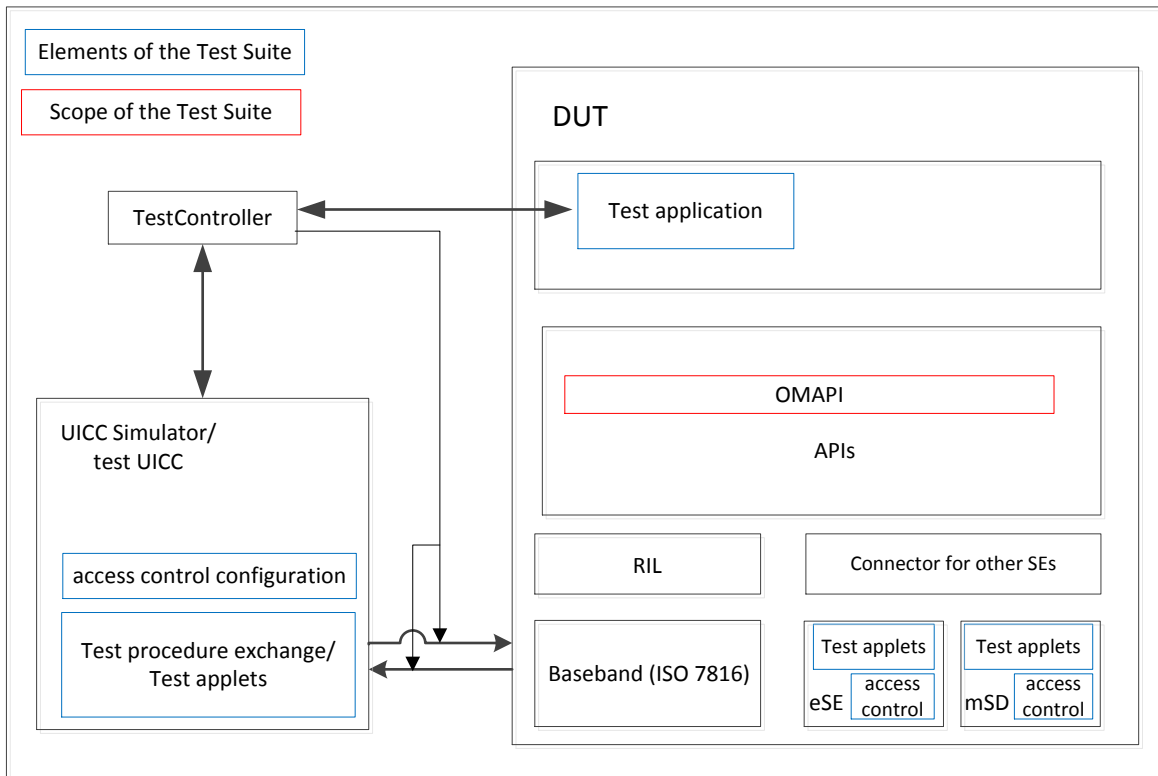 Elements of the Test Suite
Scope of the Test Suite
DUT
TestController
Test application
OMAPI
APIs
UICC Simulator/
test UICC
access control configuration
Test procedure exchange/
Test applets
RIL
Connector for other SEs
Baseband (ISO 7816)
Test applets
eSE
access
control
Test applets
mSD
access
control